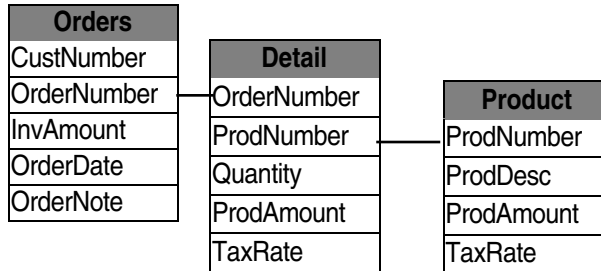 Orders
CustNumber
OrderNumber
InvAmount
OrderDate
OrderNote
Detail
OrderNumber
ProdNumber
Quantity
ProdAmount
TaxRate
Product
ProdNumber
ProdDesc
ProdAmount
TaxRate